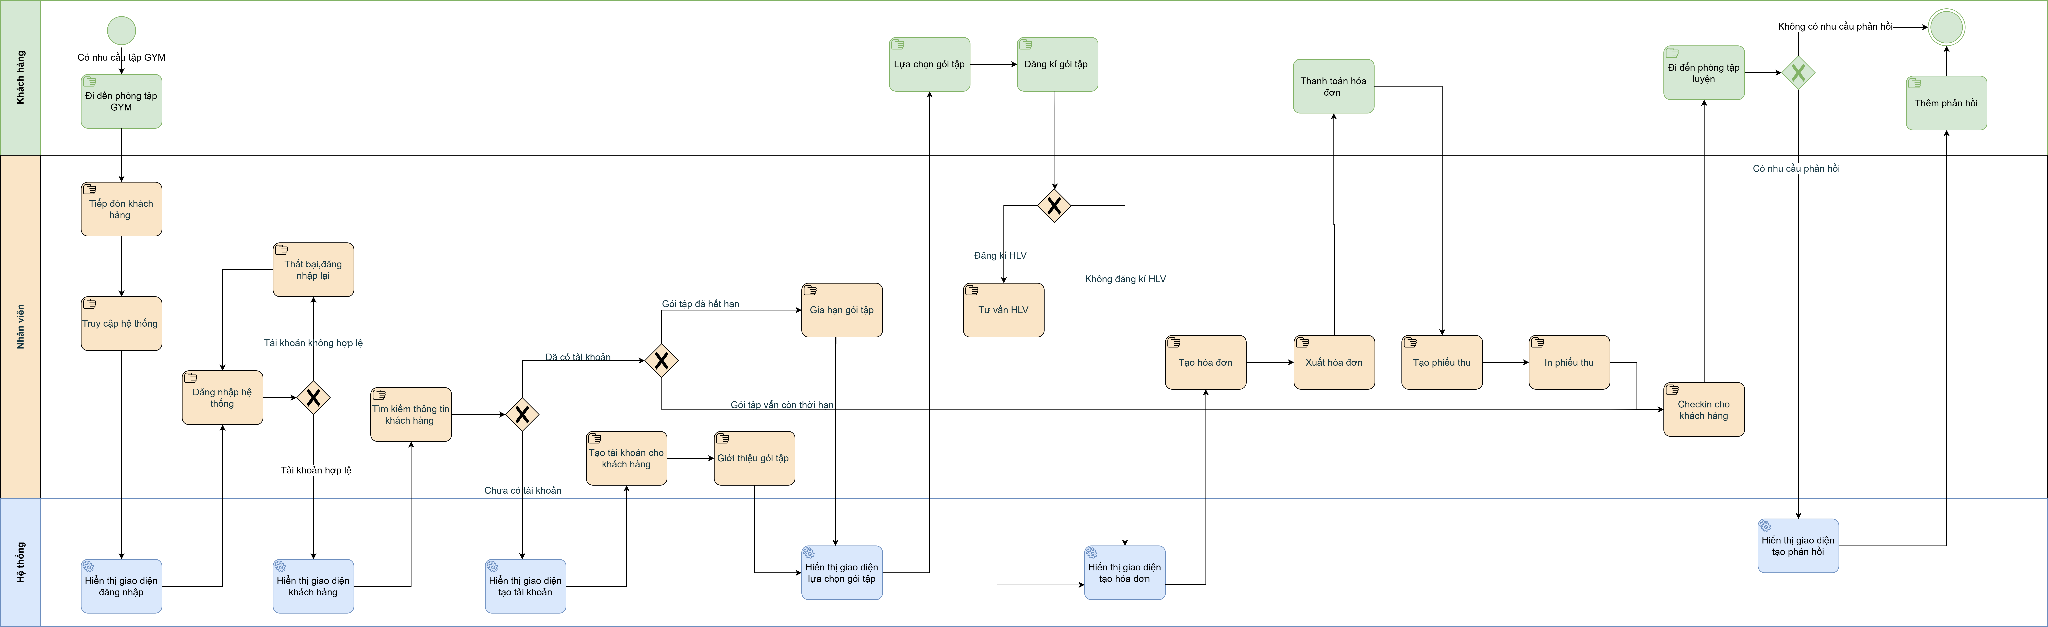 Khách hàng
Có nhu cầu tập GYM
Đi đến phòng tập
GYM
Lựa chọn gói tập
Đăng kí gói tập
Thanh toán hóa
đơn
Đi đến phòng tập
luyện
Không có nhu cầu phản hồi
Thêm phản hồi
Nhân viên
Tiếp đón khách
hàng
Truy cập hệ thống
Thất bại,đăng
nhập lại
Tài khoản không hợp lệ
Đăng nhập hệ
thống
Tài khoản hợp lệ
Tìm kiếm thông tin
khách hàng
Đã có tài khoản
Chưa có tài khoản
Gói tập đã hết hạn
Gia hạn gói tập
Gói tập vẫn còn thời hạn
Tạo tài khoản cho
khách hàng
Giới thiệu gói tập
Đăng kí HLV
Không đăng kí HLV
Tư vấn HLV
Tạo hóa đơn
Xuất hóa đơn
Tạo phiếu thu
In phiếu thu
Checkin cho
khách hàng
Có nhu cầu phản hồi
Hệ thống
Hiển thị giao diện
đăng nhập
Hiển thị giao diện
khách hàng
Hiển thị giao diện
tạo tài khoản
Hiển thị giao diện
lựa chọn gói tập
Hiển thị giao diện
tạo hóa đơn
Hiển thị giao diện
tạo phản hồi